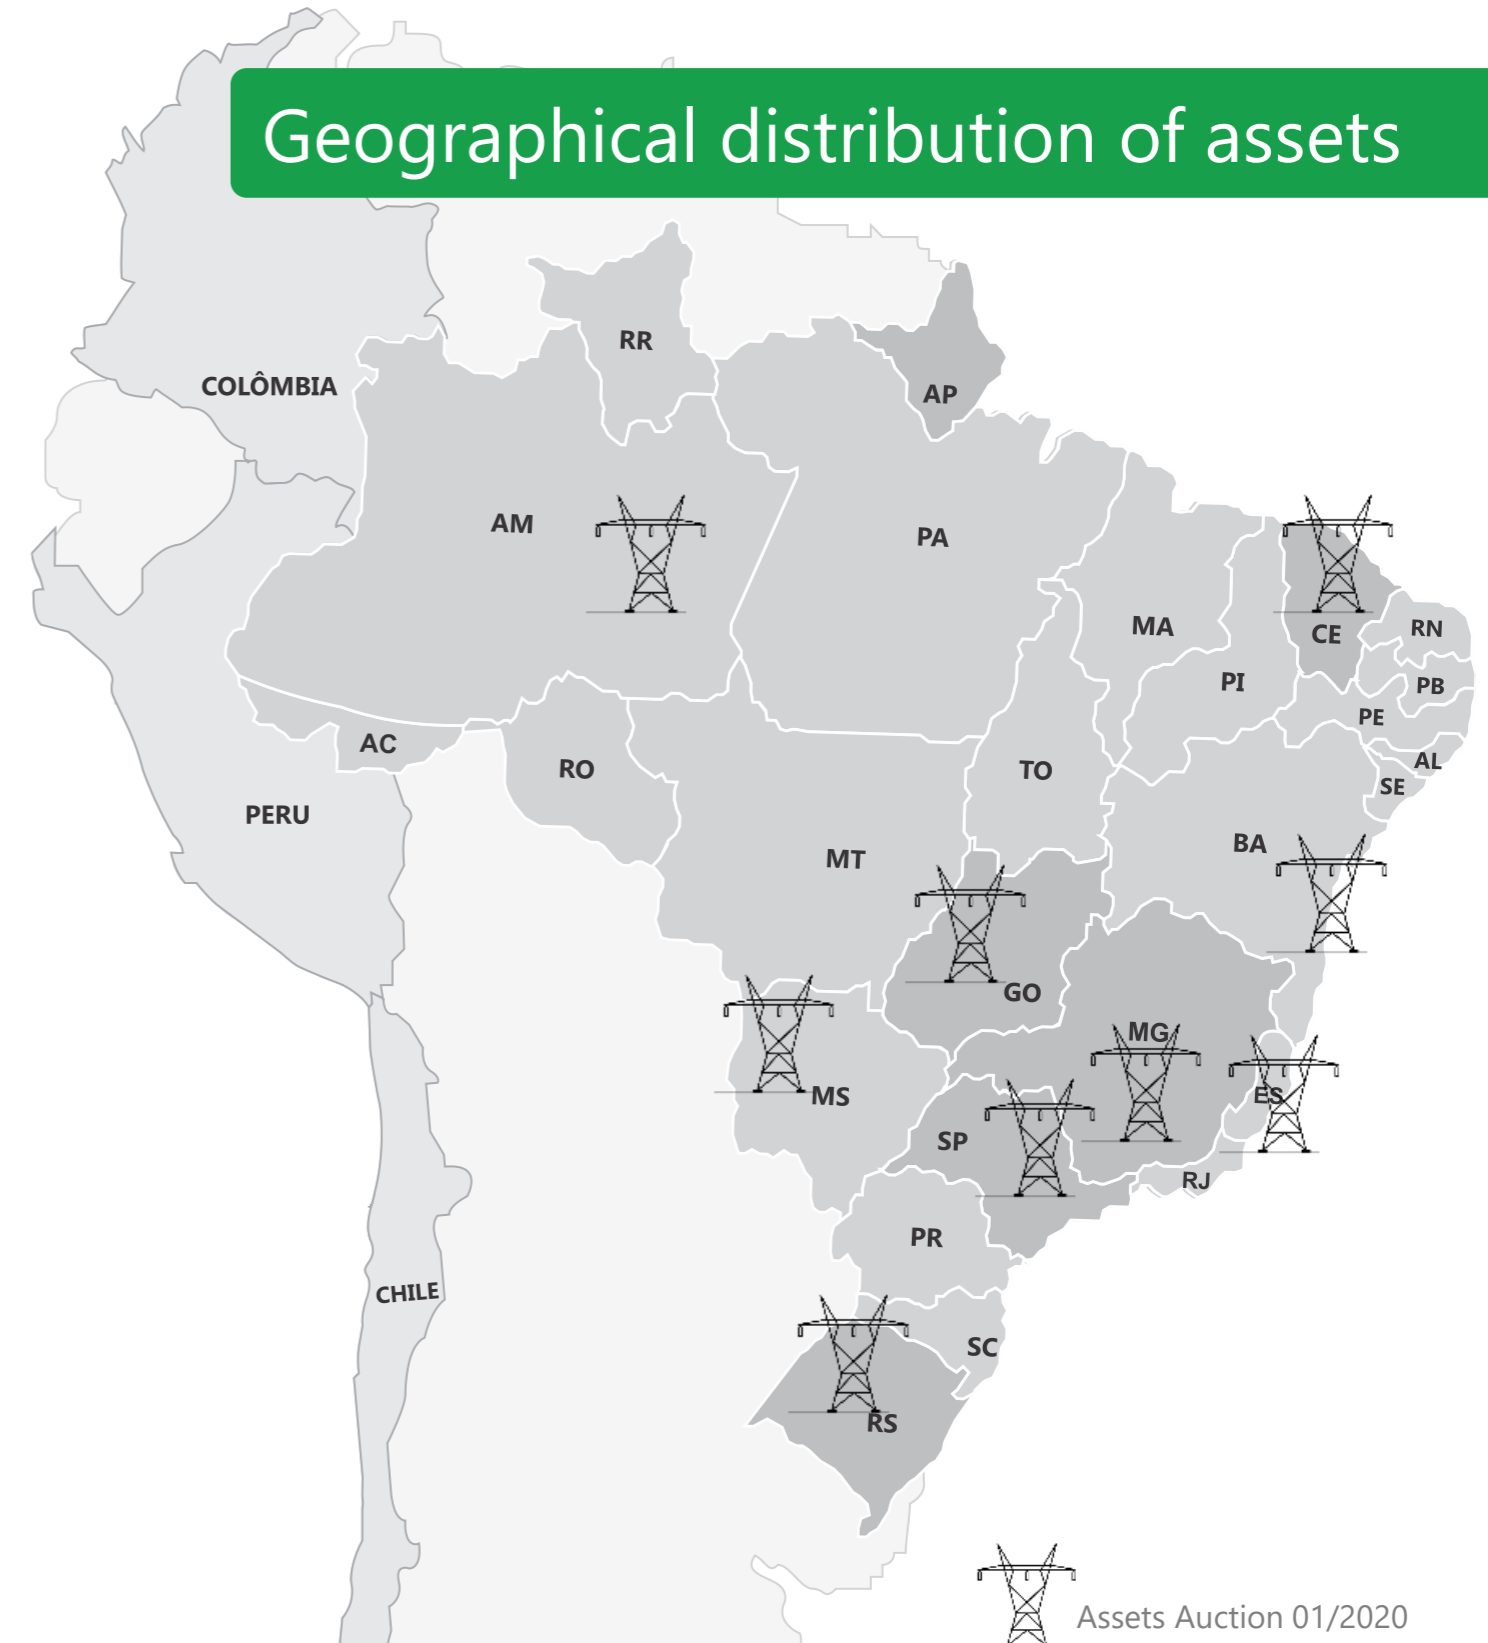 Geographical distribution of assets
RR
COLÔMBIA
AP
AM
PA
MA
CE
RN
PI
PB
PE
AC
RO
TO
AL
SE
PERU
MT
BA
GO
MG
MS
ES
SP
RJ
PR
CHILE
SC
RS
Assets Auction 01/2020